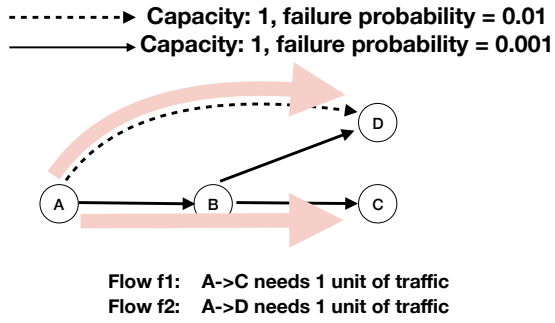 Capacity: 1, failure probability = 0.01
Capacity: 1, failure probability = 0.001
D
A
B
C
Flow f1: A->C needs 1 unit of traffic
Flow f2: A->D needs 1 unit of traffic